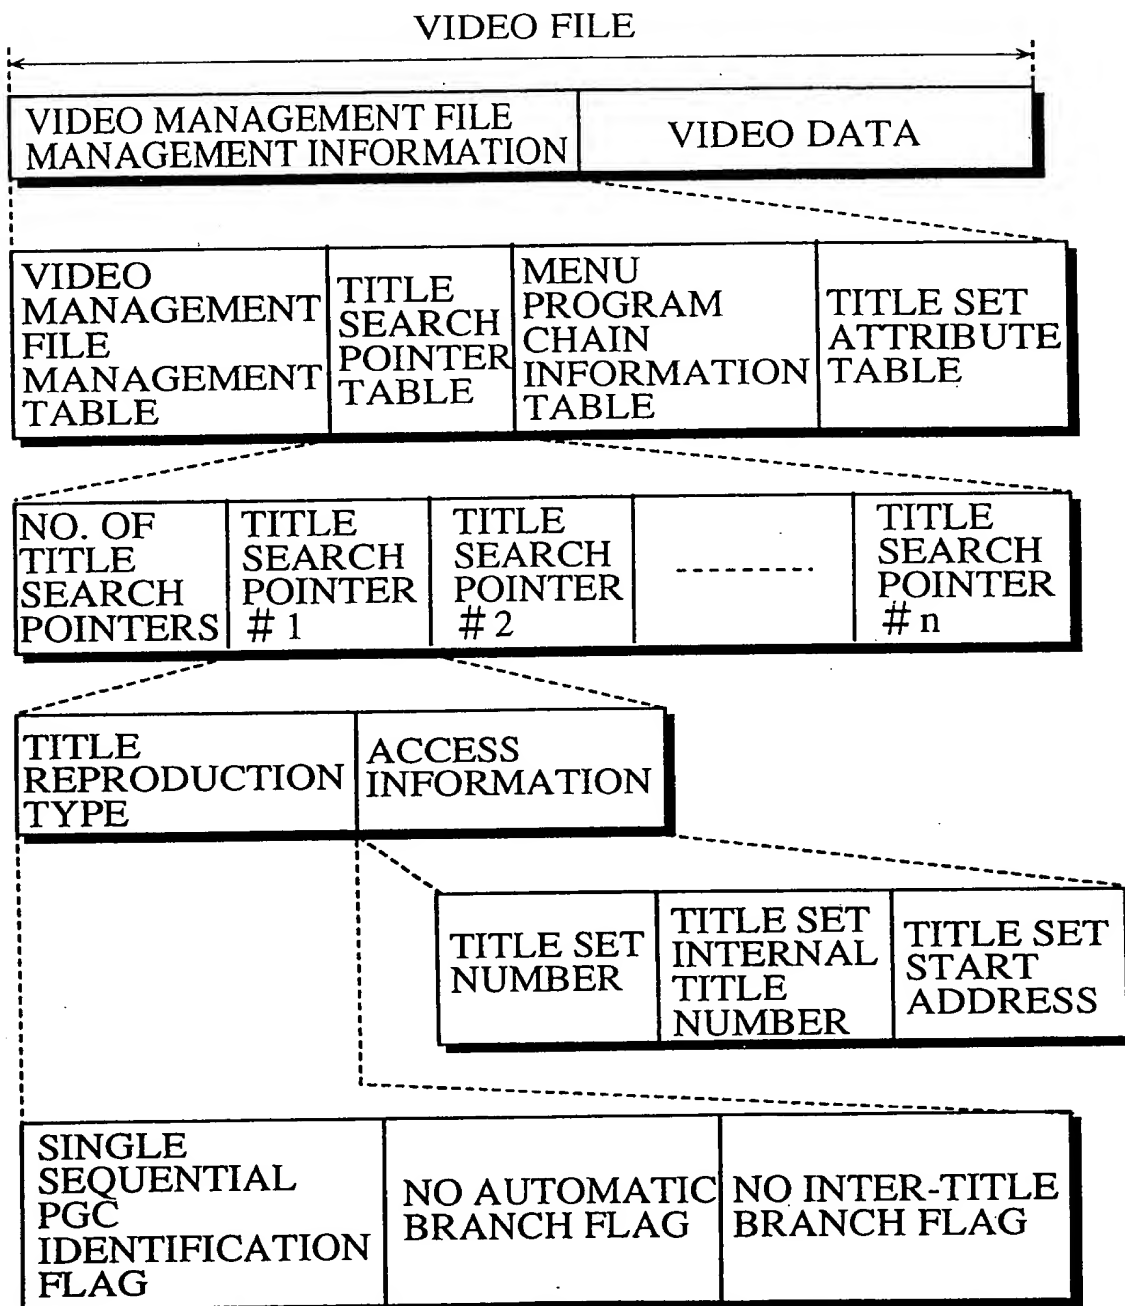 VIDEO FILE
VIDEO MANAGEMENT FILE
MANAGEMENT INFORMATION
VIDEO DATA
VIDEO
MANAGEMENT
FILE
MANAGEMENT
TABLE
TITLE
SEARCH
POINTER
TABLE
MENU
PROGRAM
CHAIN
INFORMATION
TABLE
TITLE SET
ATTRIBUTE
TABLE
NO. OF
TITLE
SEARCH
POINTERS
TITLE
SEARCH
POINTER
# 1
TITLE
SEARCH
POINTER
# 2
TITLE
SEARCH
POINTER
# n
TITLE
REPRODUCTION
TYPE
ACCESS
INFORMATION
TITLE SET
NUMBER
TITLE SET
INTERNAL
TITLE
NUMBER
TITLE SET
START
ADDRESS
SINGLE
SEQUENTIAL
PGC
IDENTIFICATION
FLAG
NO AUTOMATIC
BRANCH FLAG
NO INTER-TITLE
BRANCH FLAG